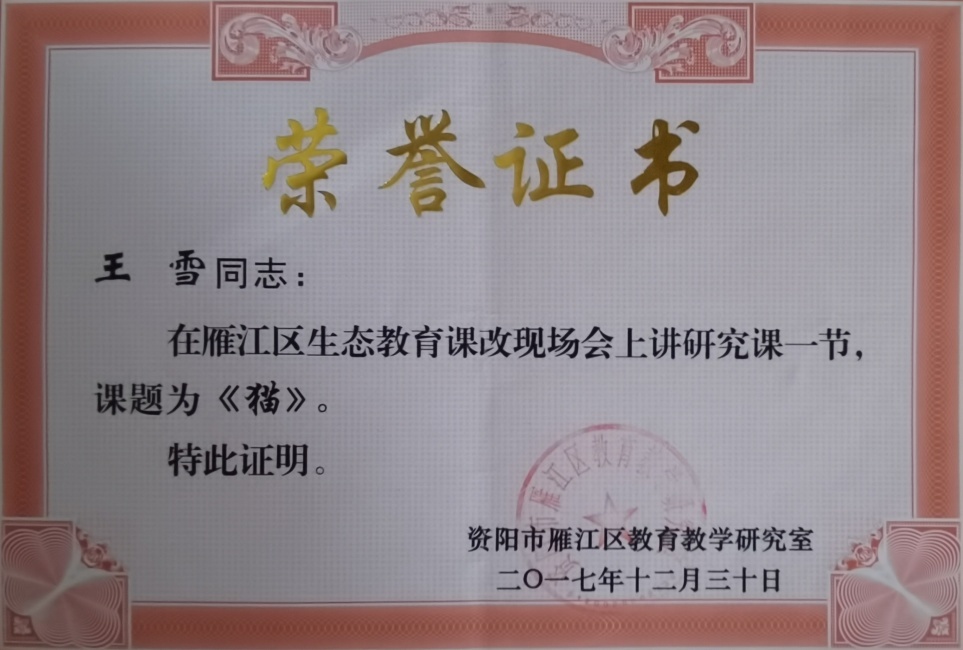 荣誉证书
王 雪同志：
在雁江区生态教育课改现场会上讲研究课一节，
课题为《猫》。
特此证明。
资阳市雁江区教育教学研究室
二〇一七年十二月三十日